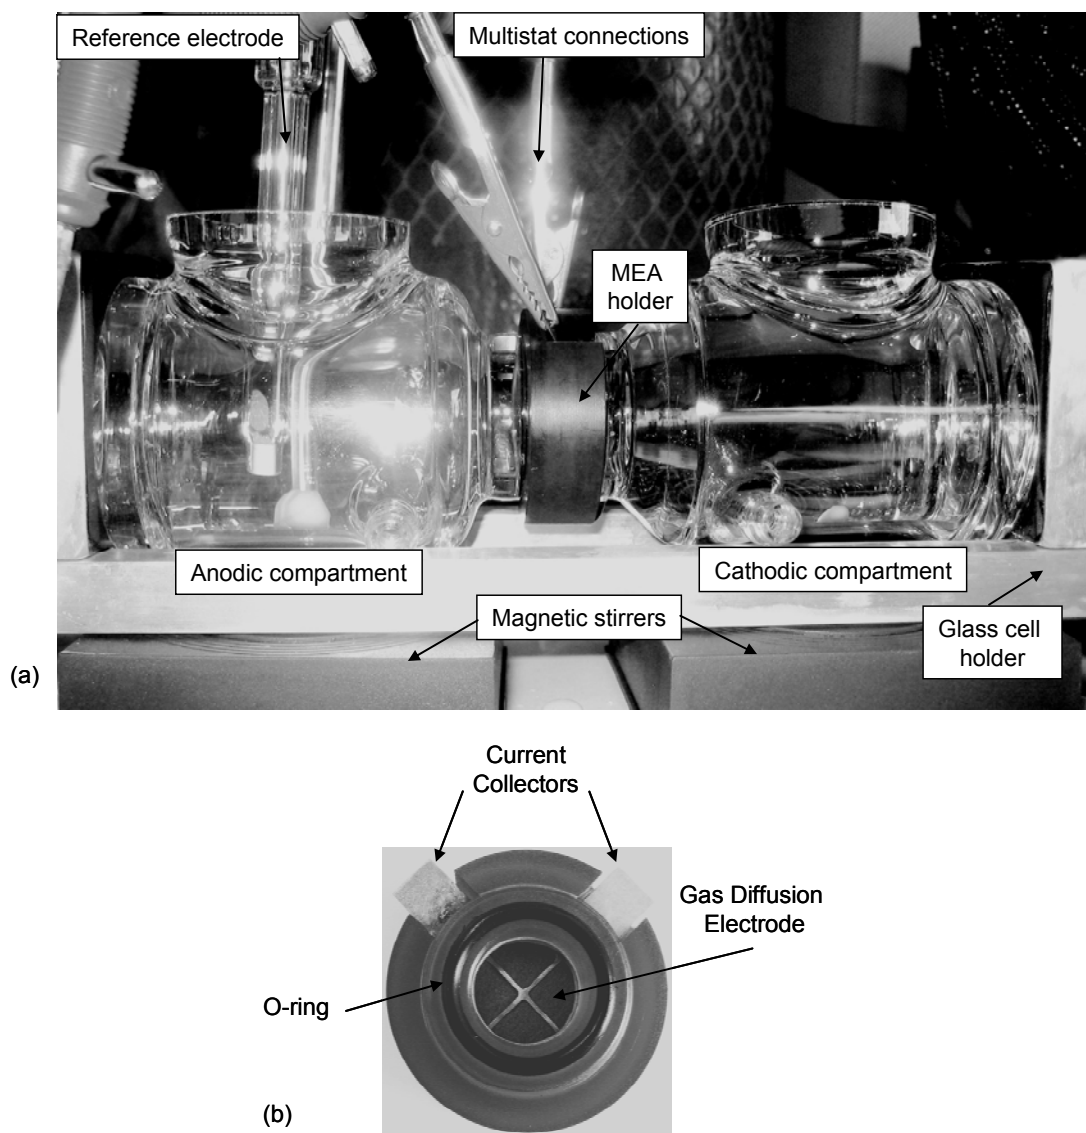 Reference electrode
Multistat connections
MEA
holder
Anodic compartment
Cathodic compartment
Magnetic stirrers
Glass cell
holder
(a)
Current
Collectors
Gas Diffusion
Electrode
O-ring
(b)